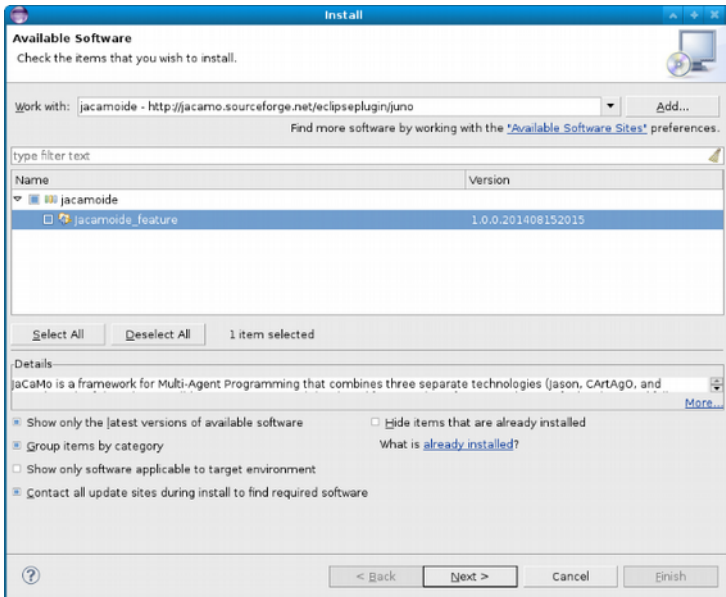 Install
Available Software
Check the items that you wish to install.
Work with: jacamoide - http://jacamo.sourceforge.net/eclipseplugin/juno Add...
Find more software by working with the "Available Software Sites" preferences.
type filter text
Name Version
jacamoide
Jacamoide_feature 1.0.0.201408152015
Select All Deselect All 1 item selected
Details
JaCaMo is a framework for Multi-Agent Programming that combines three separate technologies (Jason, CArtAgO, and
More...
Show only the latest versions of available software Hide items that are already installed
Group items by category What is already installed?
Show only software applicable to target environment
Contact all update sites during install to find required software
? < Back Next > Cancel Finish